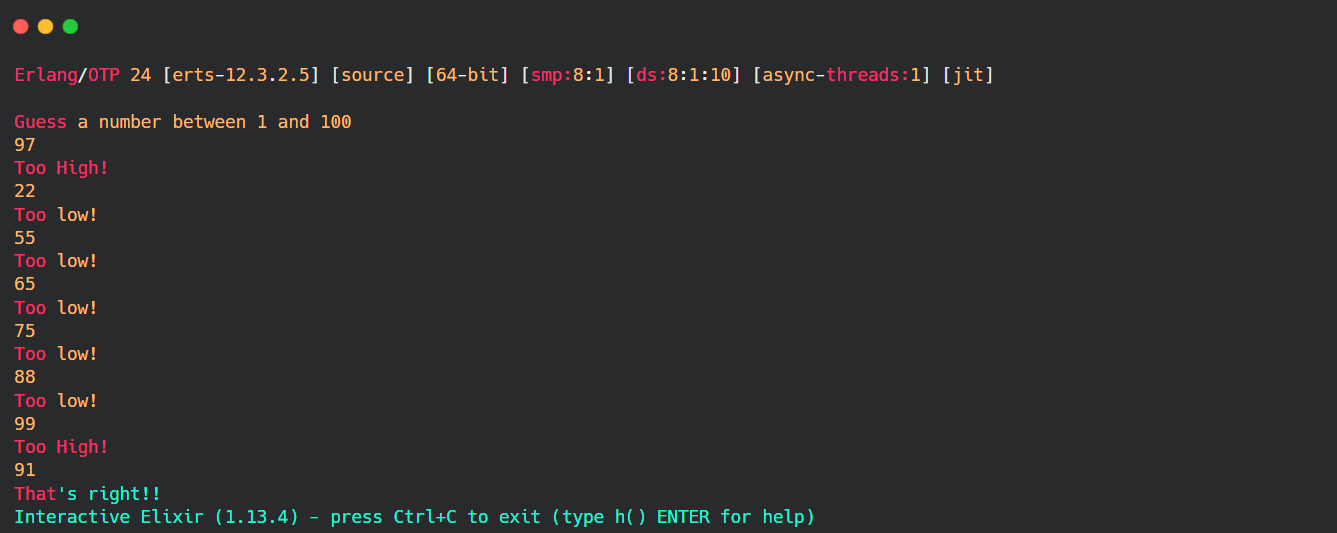 Erlang/OTP 24 [erts-12.3.2.5] [source] [64-bit] [smp:8:1] [ds:8:1:10] [async-threads:1] [jit]
Guess a number between 1 and 100
97
Too High!
22
Too low!
55
Too low!
65
Too low!
75
Too low!
88
Too low!
99
Too High!
91
That's right!!
Interactive Elixir (1.13.4) - press Ctrl+C to exit (type h() ENTER for help)